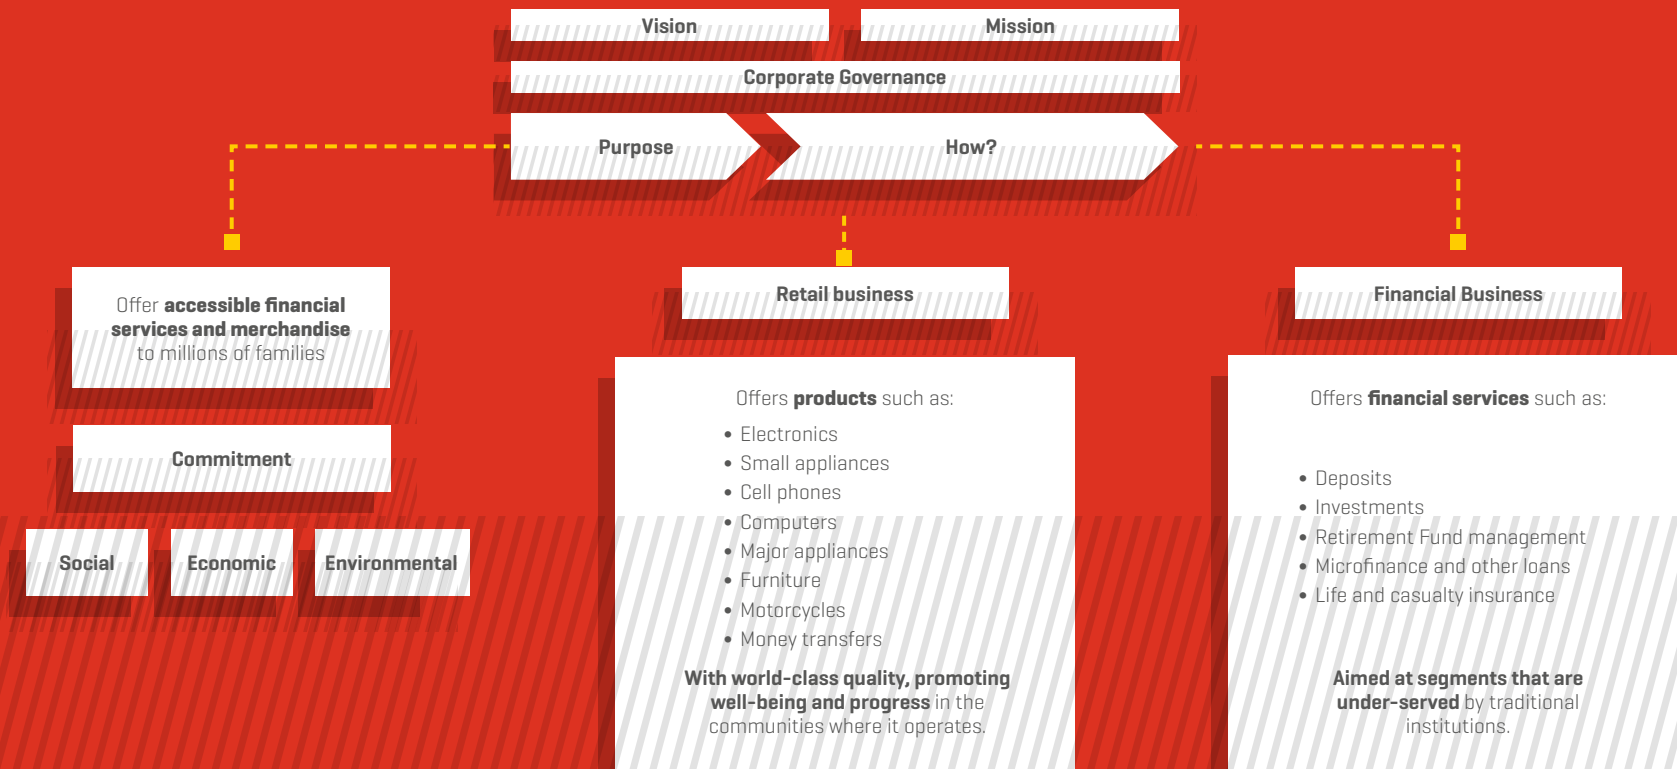 Vision
Mission
Corporate Governance
Purpose
How?
Offer accessible financial
services and merchandise
to millions of families
Commitment
Social
Economic
Environmental
Retail business
Offers products such as:
• Electronics
• Small appliances
• Cell phones
• Computers
• Major appliances
• Furniture
• Motorcycles
• Money transfers
With world-class quality, promoting
well-being and progress in the
communities where it operates.
Financial Business
Offers financial services such as:
• Deposits
• Investments
• Retirement Fund management
• Microfinance and other loans
• Life and casualty insurance
Aimed at segments that are
under-served by traditional
institutions.